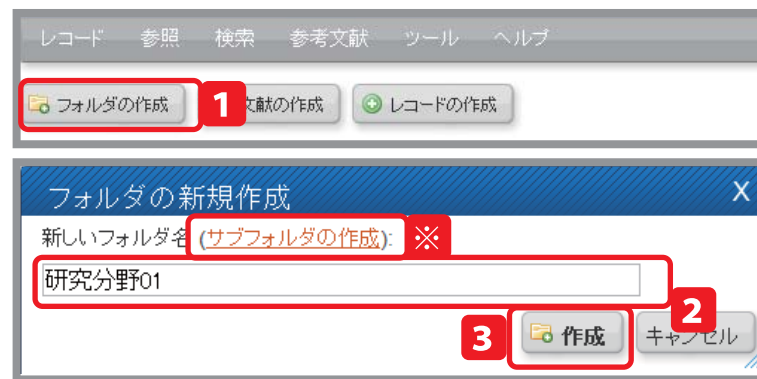 レコード 参照 検索 参考文献 ツール ヘルプ
フォルダの作成 1 文献の作成 レコードの作成
フォルダの新規作成 X
新しいフォルダ名 (サブフォルダの作成): ※
研究分野01
2
3 作成 キャンセル